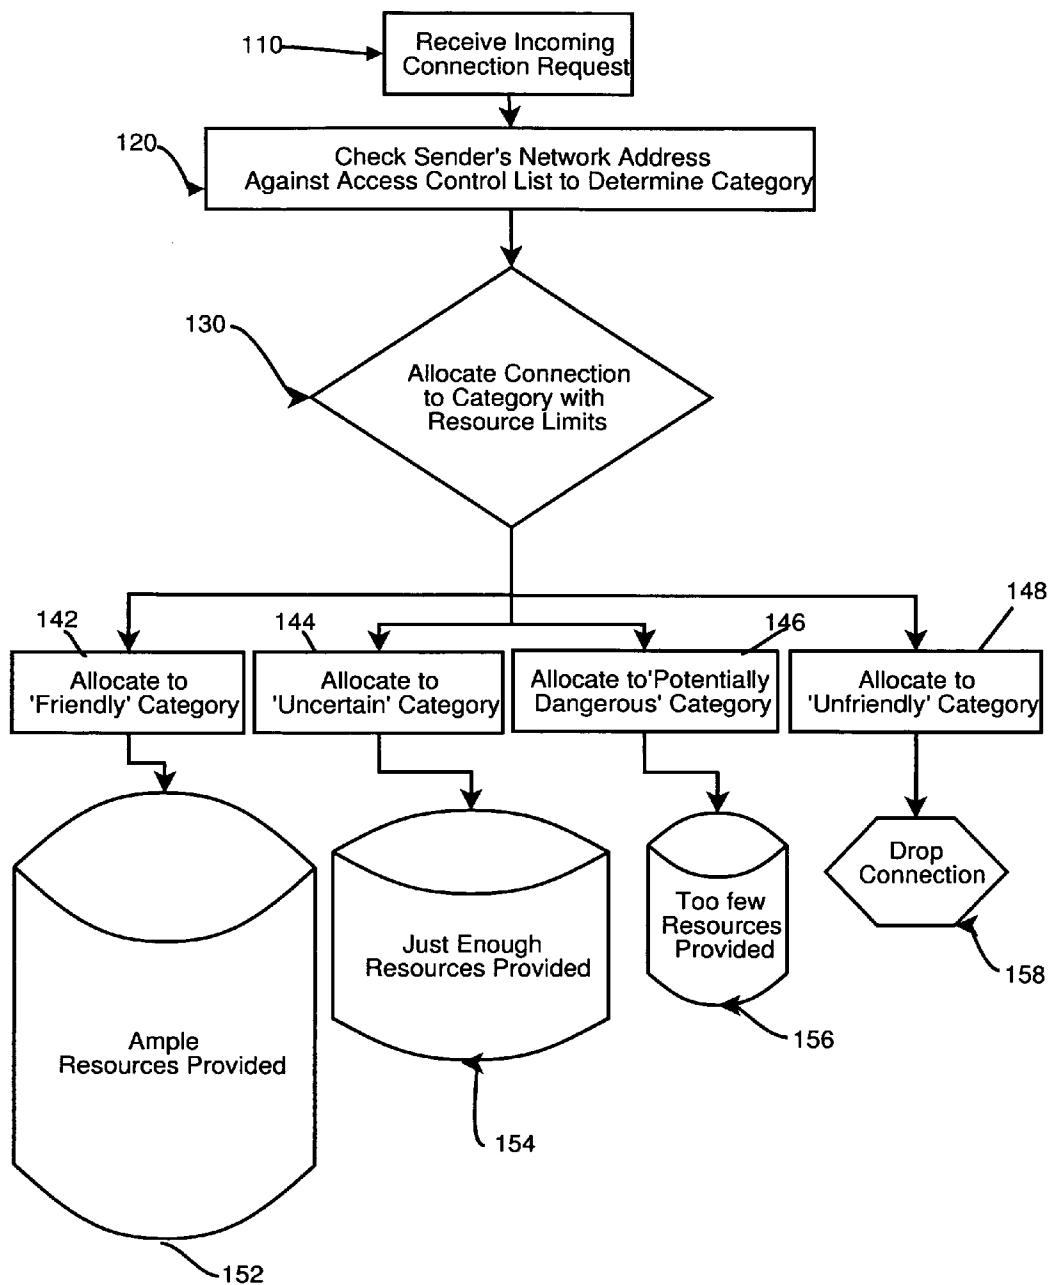 110
Receive Incoming
Connection Request
120
Check Sender's Network Address
Against Access Control List to Determine Category
130
Allocate Connection
to Category with
Resource Limits
142
144
146
148
Allocate to
'Friendly' Category
Allocate to
'Uncertain' Category
Allocate to'Potentially
Dangerous' Category
Allocate to
'Unfriendly' Category
Ample
Resources Provided
Just Enough
Resources Provided
Too few
Resources
Provided
Drop
Connection
158
156
154
152